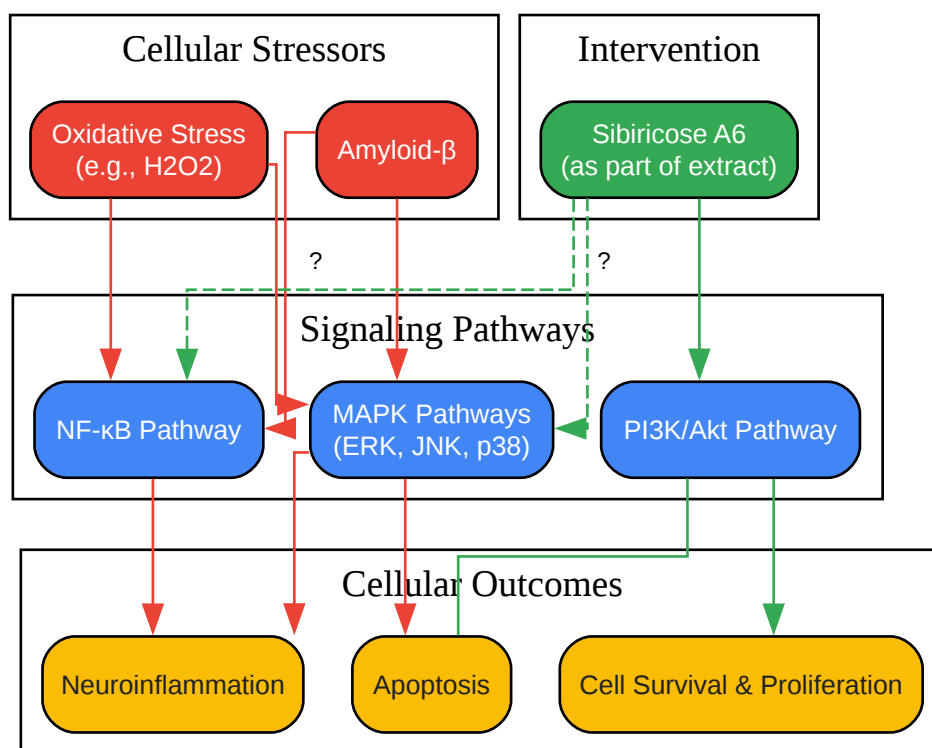 Cellular Stressors
Intervention
Oxidative Stress
(e.g., H2O2)
Amyloid-β
Sibiricose A6
(as part of extract)
?
?
Signaling Pathways
NF-κB Pathway
MAPK Pathways
(ERK, JNK, p38)
PI3K/Akt Pathway
Cellular Outcomes
Neuroinflammation
Apoptosis
Cell Survival & Proliferation